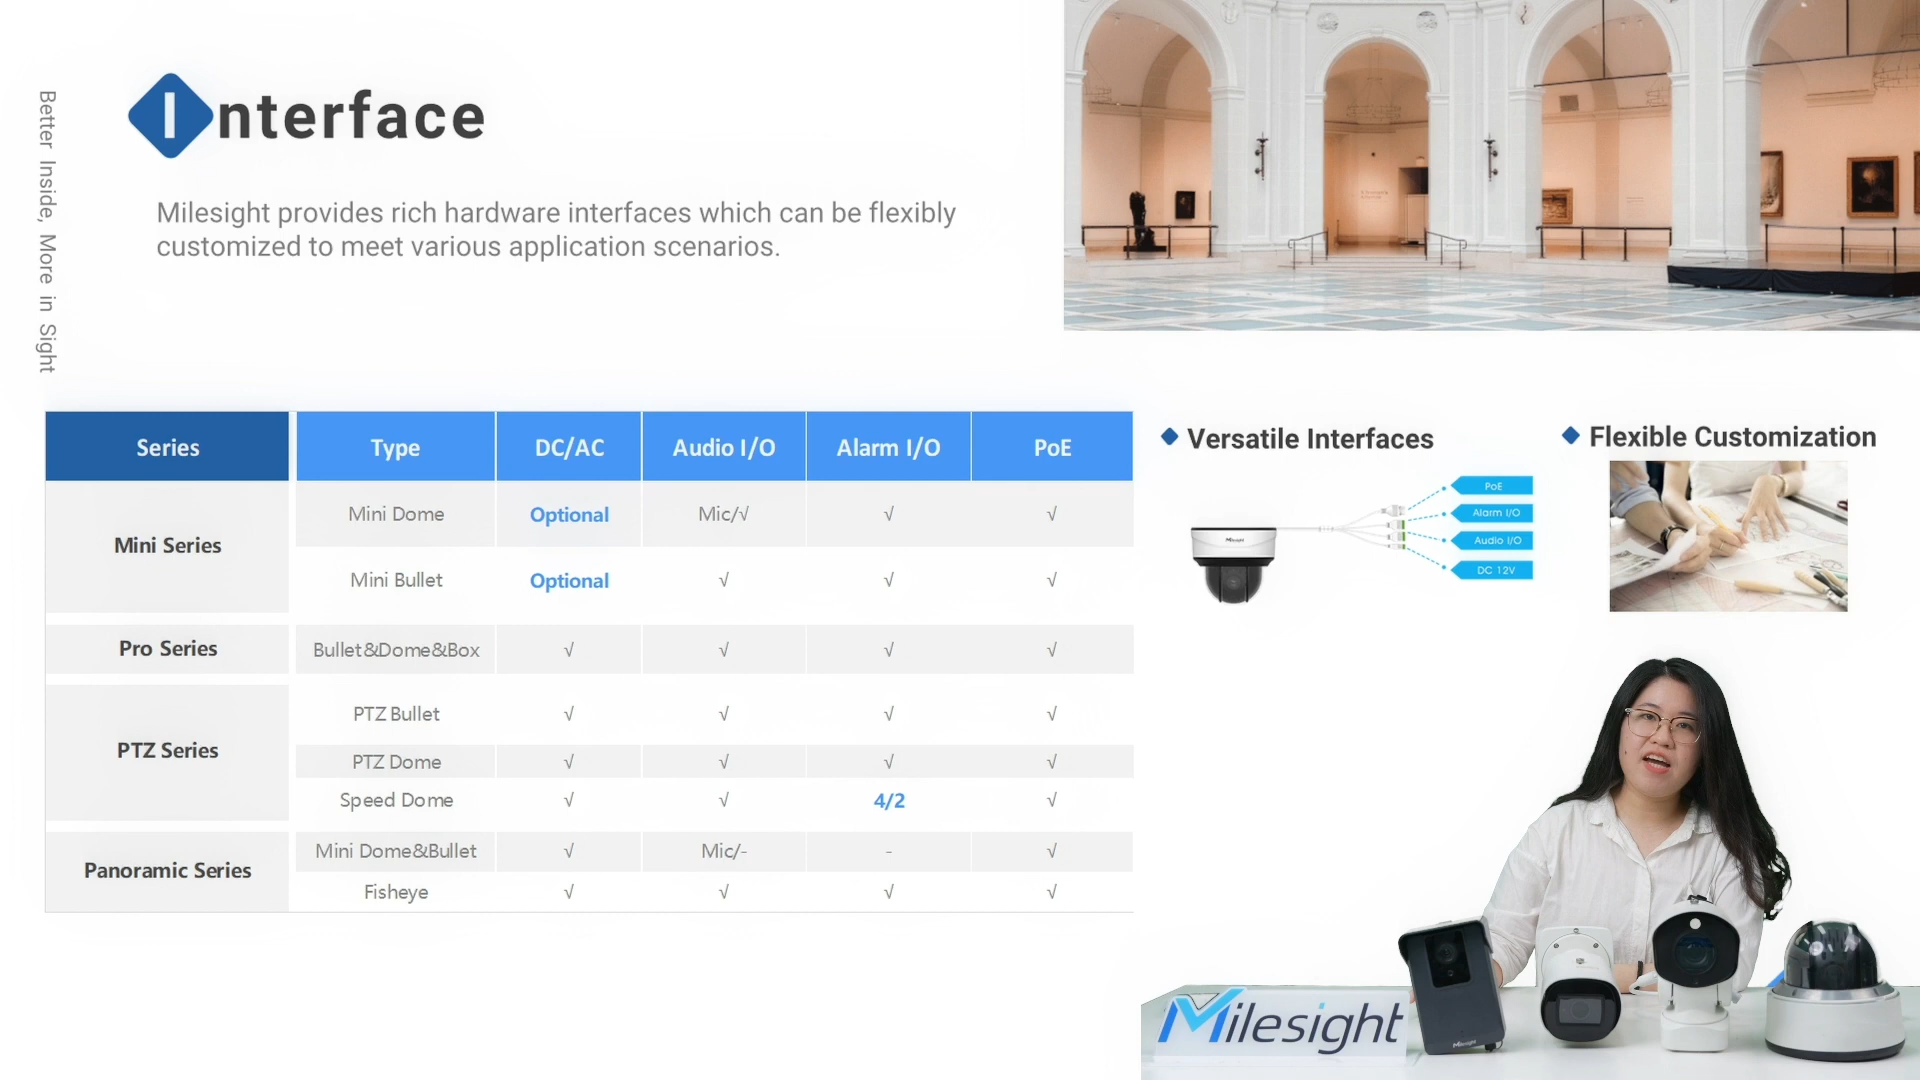 Better Inside, More in Sight
Interface
Milesight provides rich hardware interfaces which can be flexibly
customized to meet various application scenarios.
Series Type DC/AC Audio I/O Alarm I/O PoE
Mini Series
Mini Dome Optional Mic/√ √ √
Mini Bullet Optional √ √ √
Pro Series Bullet&Dome&Box √ √ √ √
PTZ Series
PTZ Bullet √ √ √ √
PTZ Dome √ √ √ √
Speed Dome √ √ 4/2 √
Panoramic Series
Mini Dome&Bullet √ Mic/- - √
Fisheye √ √ √ √
Versatile Interfaces
Milesight
PoE
Alarm I/O
Audio I/O
DC 12V
Flexible Customization
Milesight
Milesight